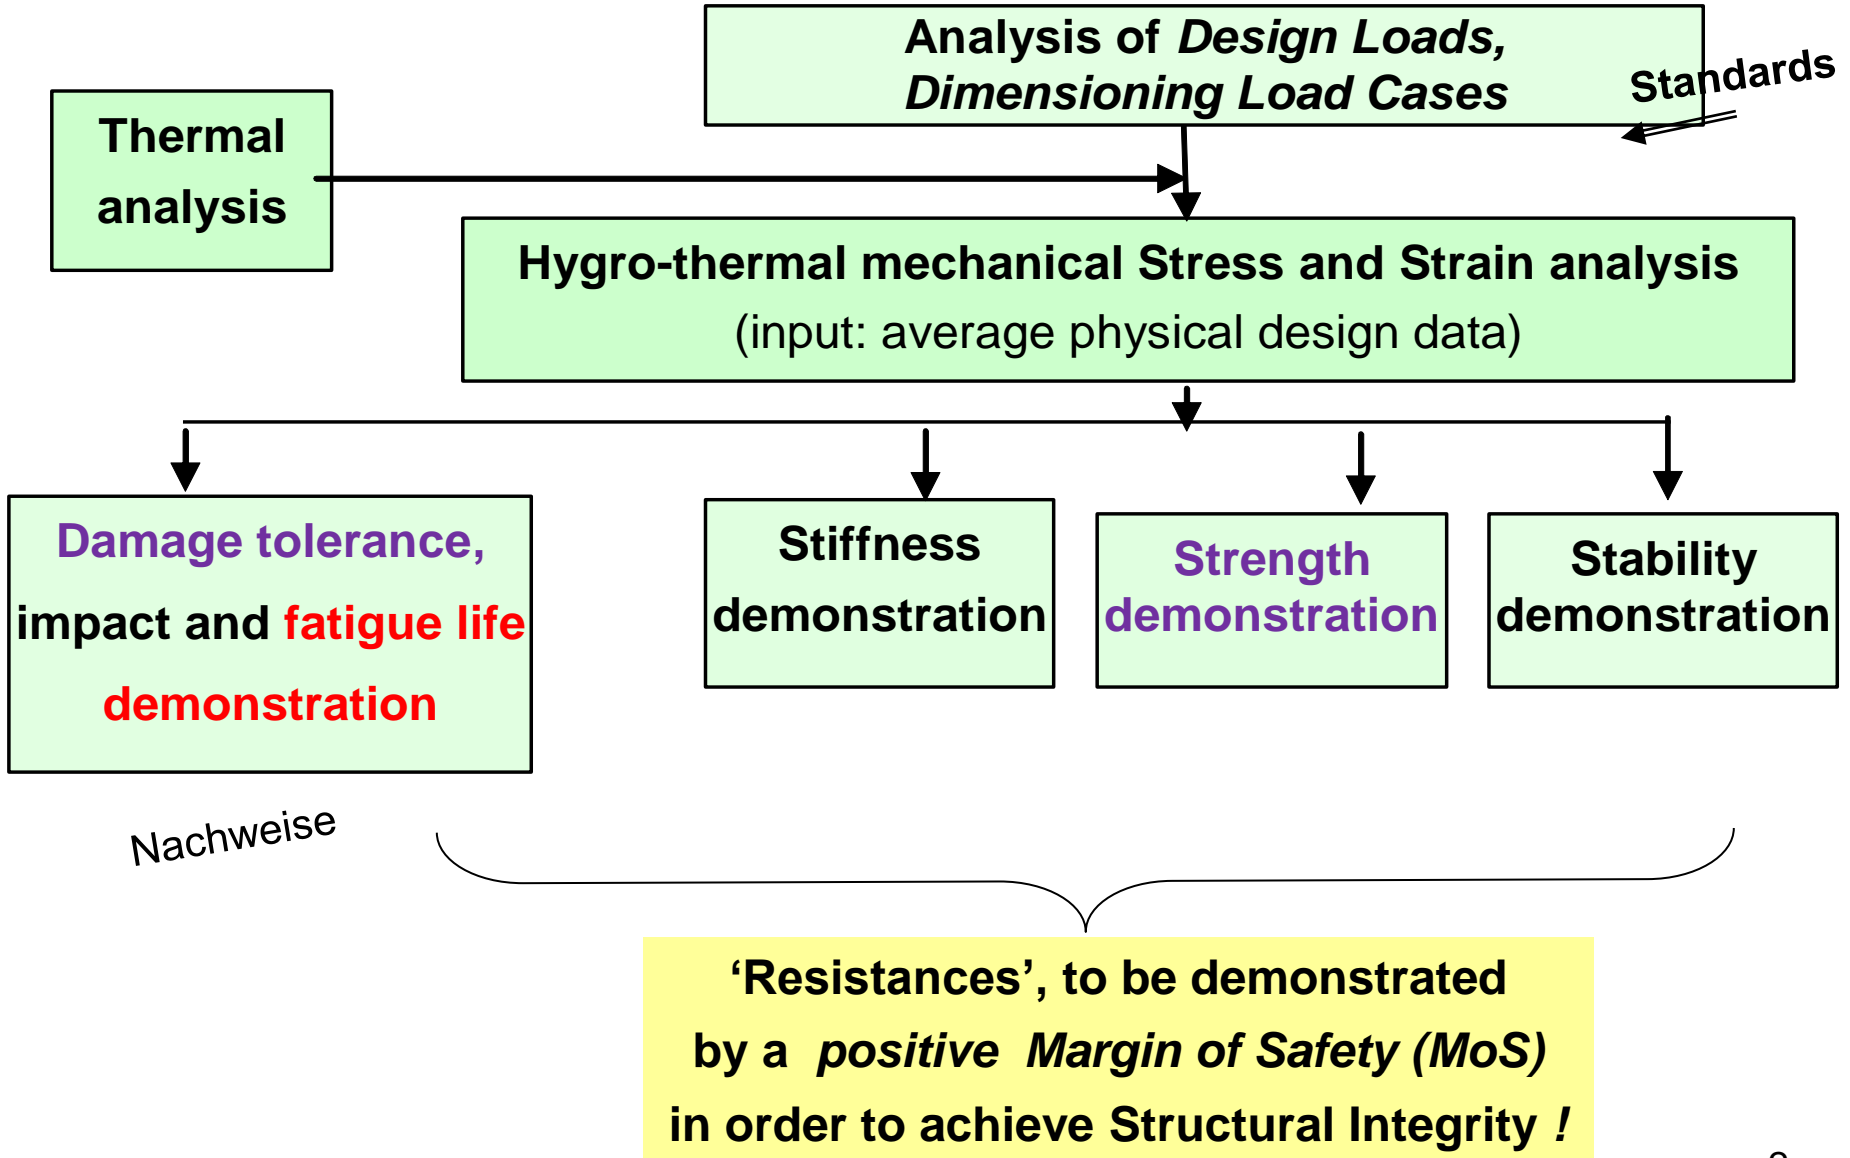 Analysis of Design Loads,
Dimensioning Load Cases
Standards
Thermal
analysis
Hygro-thermal mechanical Stress and Strain analysis
(input: average physical design data)
Damage tolerance,
impact and fatigue life
demonstration
Stiffness
demonstration
Strength
demonstration
Stability
demonstration
Nachweise
‘Resistances’, to be demonstrated
by a positive Margin of Safety (MoS)
in order to achieve Structural Integrity !